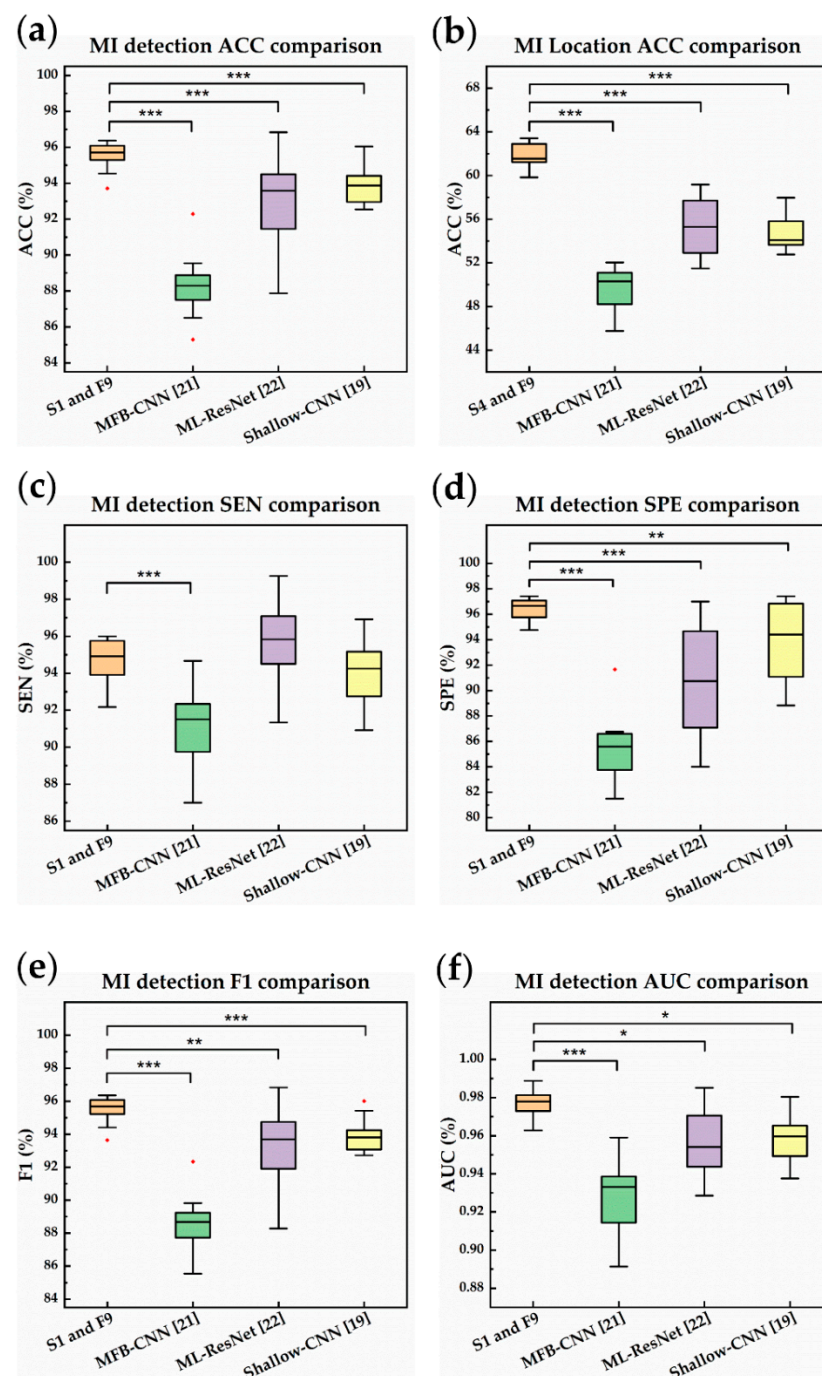 (a)
MI detection ACC comparison
***
***
***
100
98
96
94
92
90
88
86
84
ACC (%)
S1 and F9
MFB-CNN [21]
ML-ResNet [22]
Shallow-CNN [19]
(b)
MI Location ACC comparison
***
***
***
68
64
60
56
52
48
44
ACC (%)
S4 and F9
MFB-CNN [21]
ML-ResNet [22]
Shallow-CNN [19]
(c)
MI detection SEN comparison
***
100
98
96
94
92
90
88
86
SEN (%)
S1 and F9
MFB-CNN [21]
ML-ResNet [22]
Shallow-CNN [19]
(d)
MI detection SPE comparison
**
***
***
100
98
96
94
92
90
88
86
84
82
80
SPE (%)
S1 and F9
MFB-CNN [21]
ML-ResNet [22]
Shallow-CNN [19]
(e)
MI detection F1 comparison
***
**
***
100
98
96
94
92
90
88
86
84
F1 (%)
S1 and F9
MFB-CNN [21]
ML-ResNet [22]
Shallow-CNN [19]
(f)
MI detection AUC comparison
*
*
***
1.00
0.98
0.96
0.94
0.92
0.90
0.88
AUC (%)
S1 and F9
MFB-CNN [21]
ML-ResNet [22]
Shallow-CNN [19]